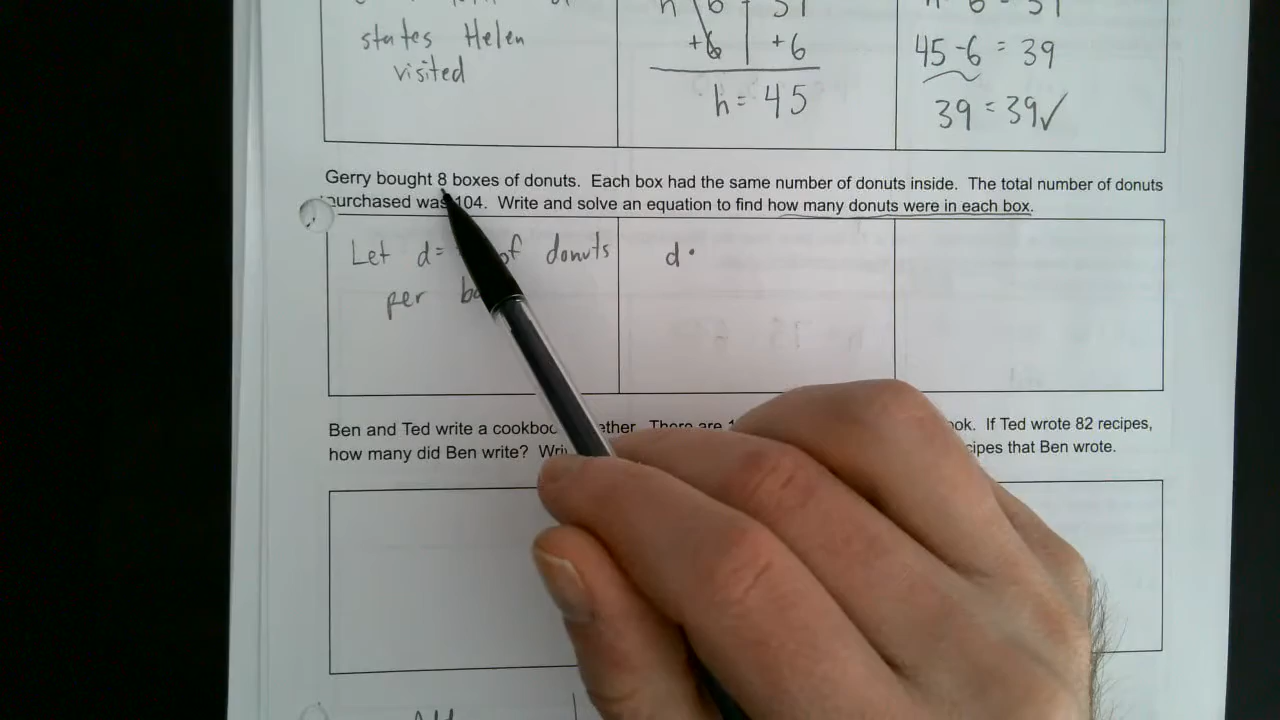 states Helen
visited
+6 | +6
h = 45
45 - 6 = 39
39 = 39✓
Gerry bought 8 boxes of donuts. Each box had the same number of donuts inside. The total number of donuts
purchased was 104. Write and solve an equation to find how many donuts were in each box.
Let d= of donuts
per
d •
Ben and Ted write a There are ok. If Ted wrote 82 recipes,
how many did Ben write? cipes that Ben wrote.